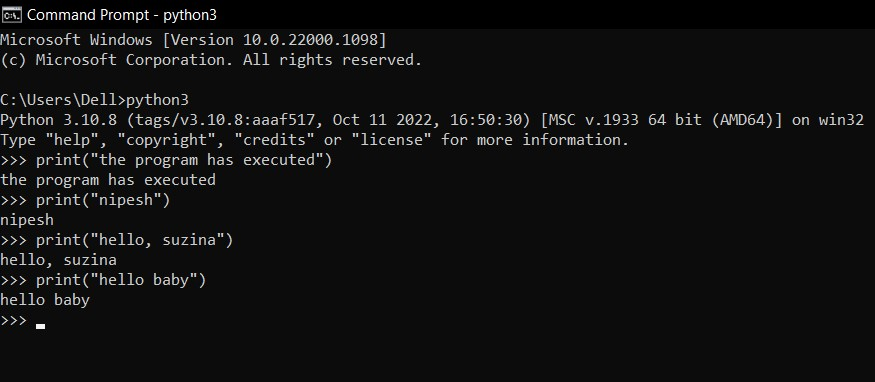 Command Prompt - python3
Microsoft Windows [Version 10.0.22000.1098]
(c) Microsoft Corporation. All rights reserved.
C:\Users\Dell>python3
Python 3.10.8 (tags/v3.10.8:aaaf517, Oct 11 2022, 16:50:30) [MSC v.1933 64 bit (AMD64)] on win32
Type "help", "copyright", "credits" or "license" for more information.
>>> print("the program has executed")
the program has executed
>>> print("nipesh")
nipesh
>>> print("hello, suzina")
hello, suzina
>>> print("hello baby")
hello baby
>>>